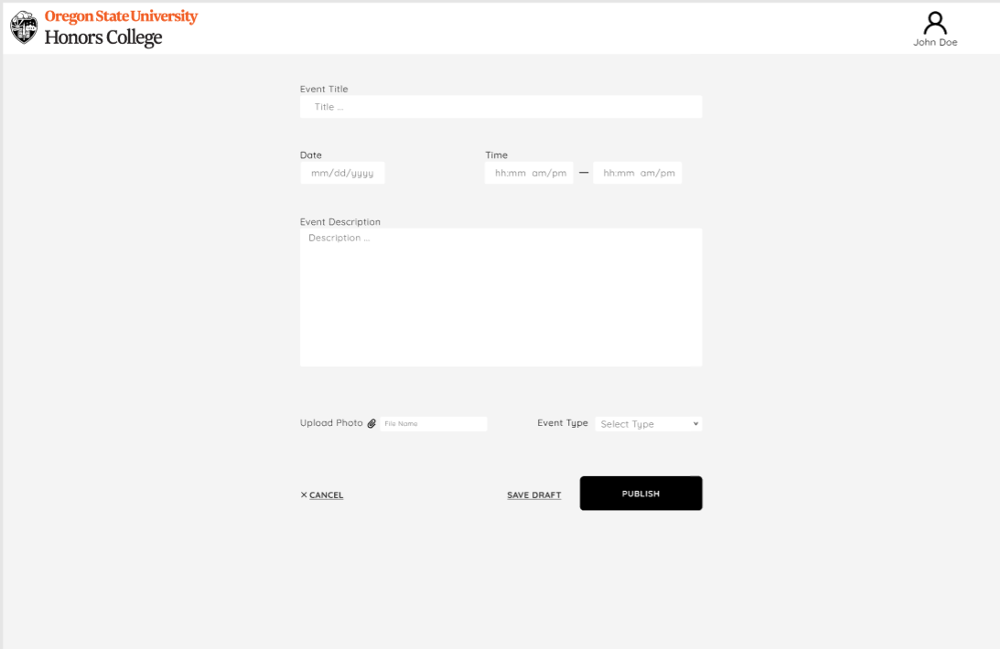 Oregon State University
Honors College
John Doe
Event Title
Title ...
Date
Time
mm/dd/yyyy
hh:mm am/pm — hh:mm am/pm
Event Description
Description ...
Upload Photo File Name
Event Type Select Type
× CANCEL
SAVE DRAFT
PUBLISH